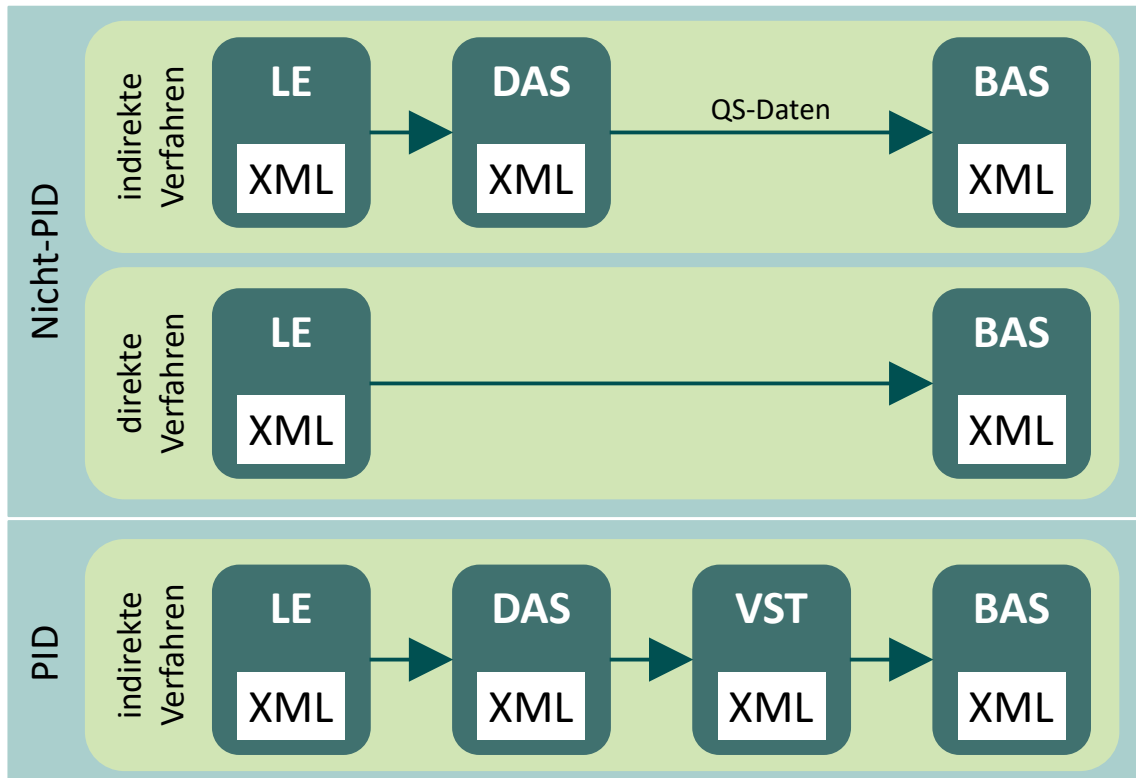 Nicht-PID
indirekte
Verfahren
LE
XML
DAS
XML
QS-Daten
BAS
XML
direkte
Verfahren
LE
XML
BAS
XML
PID
indirekte
Verfahren
LE
XML
DAS
XML
VST
XML
BAS
XML